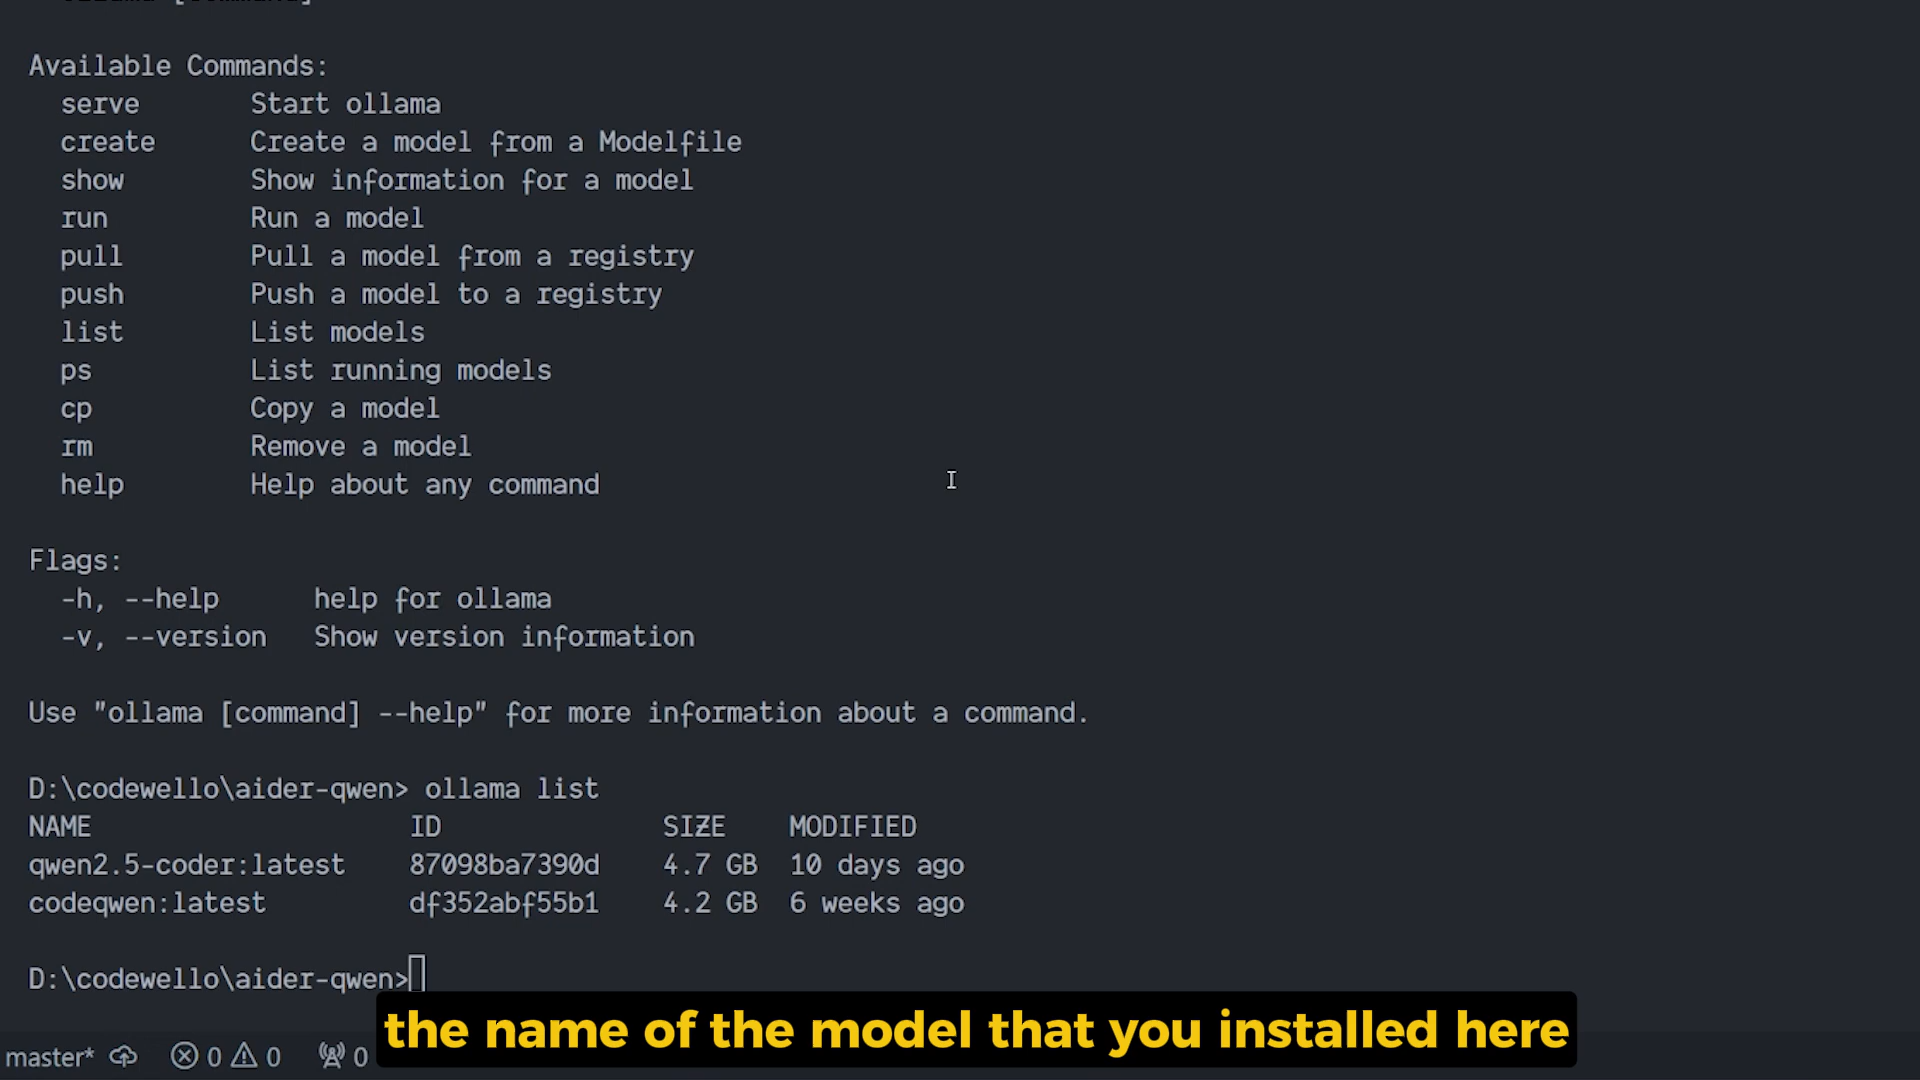 ollama [command]
Available Commands:
serve Start ollama
create Create a model from a Modelfile
show Show information for a model
run Run a model
pull Pull a model from a registry
push Push a model to a registry
list List models
ps List running models
cp Copy a model
rm Remove a model
help Help about any command
Flags:
-h, --help help for ollama
-v, --version Show version information
Use "ollama [command] --help" for more information about a command.
D:\codewello\aider-qwen> ollama list
NAME ID SIZE MODIFIED
qwen2.5-coder:latest 87098ba7390d 4.7 GB 10 days ago
codeqwen:latest df352abf55b1 4.2 GB 6 weeks ago
D:\codewello\aider-qwen>
the name of the model that you installed here
master* 0 0 0